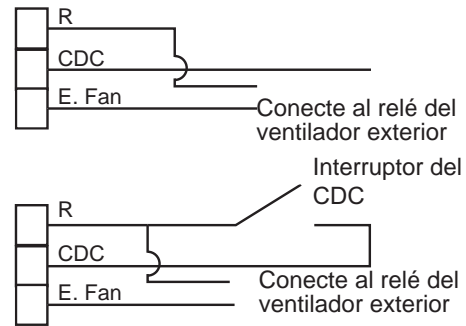 R
CDC
E. Fan
Conecte al relé del
ventilador exterior
Interruptor del
CDC
R
CDC
E. Fan
Conecte al relé del
ventilador exterior